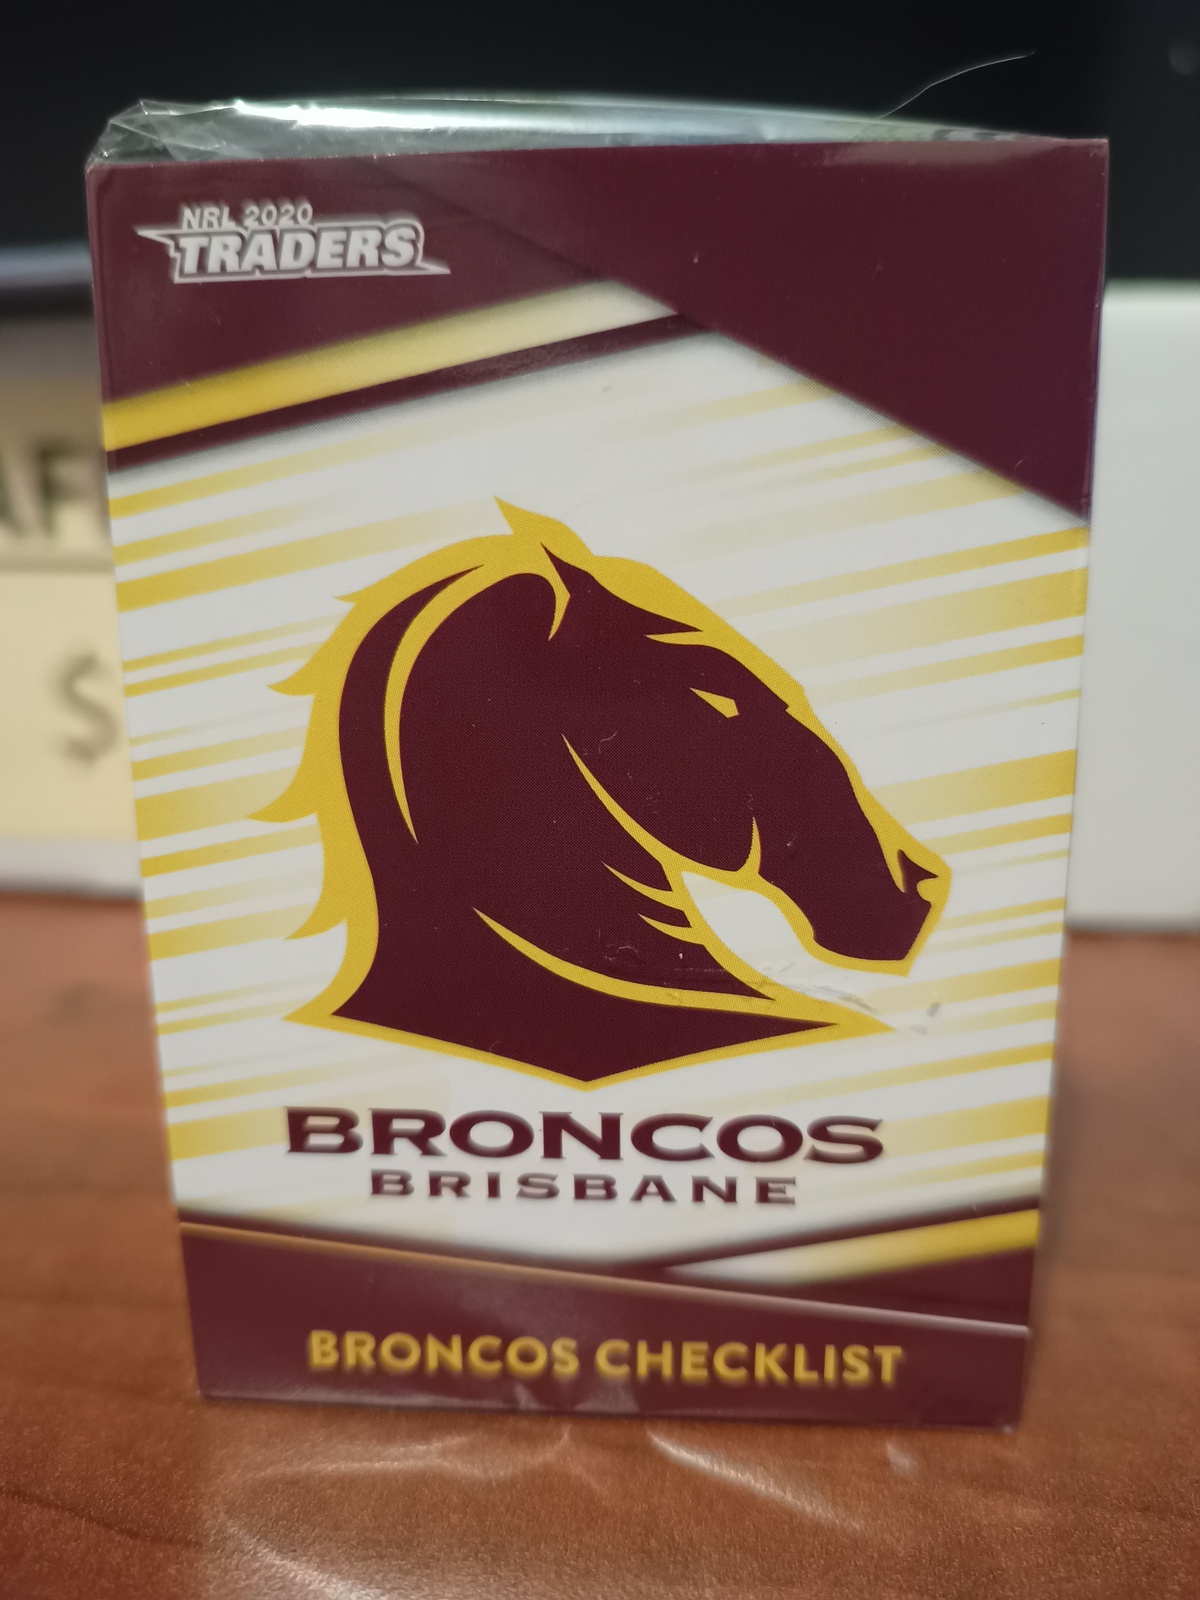 NRL 2020
TRADERS
$
BRONCOS
BRISBANE
BRONCOS CHECKLIST